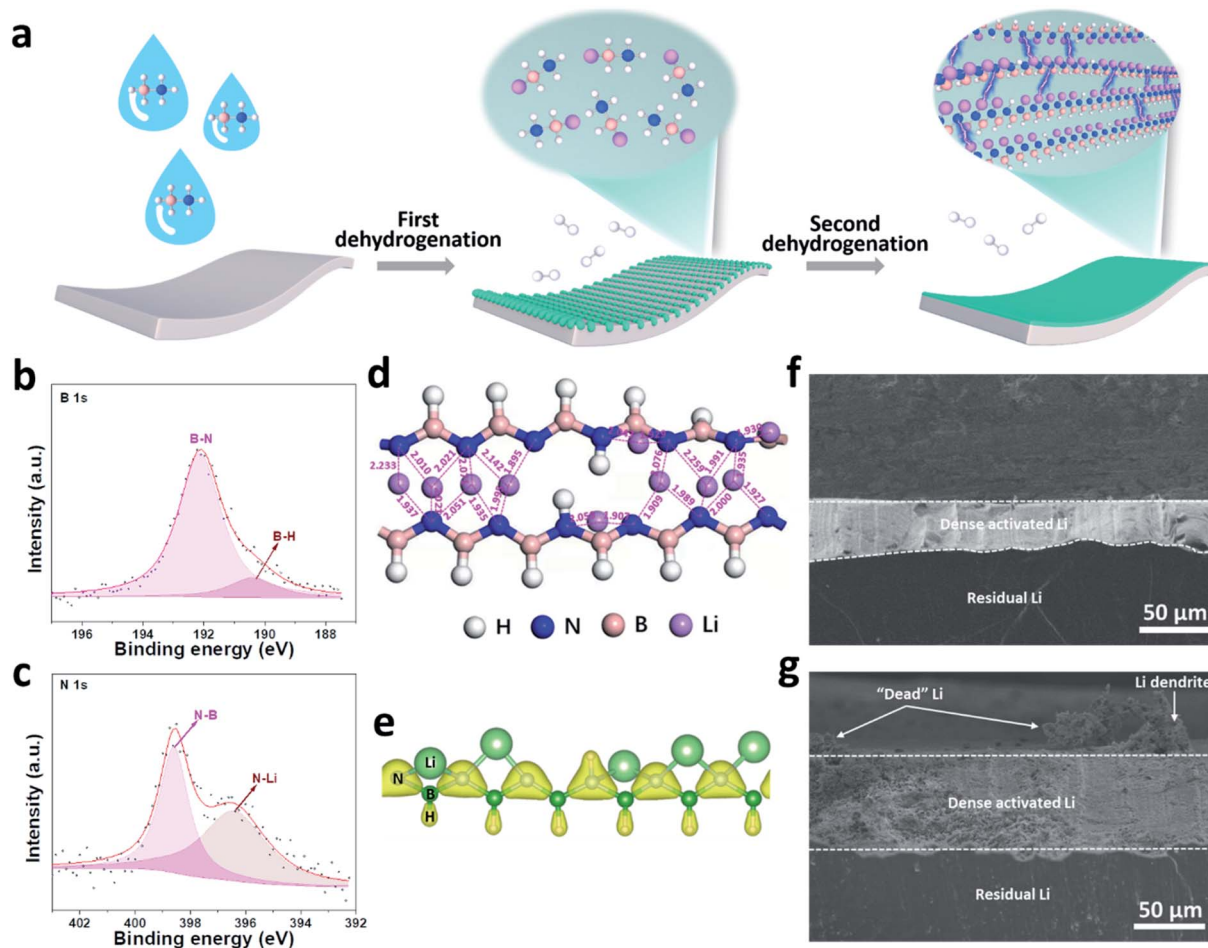 a
First
dehydrogenation
Second
dehydrogenation
b
B 1s
B-N
B-H
Intensity (a.u.)
196 194 192 190 188
Binding energy (eV)
c
N 1s
N-B
N-Li
Intensity (a.u.)
402 400 398 396 394 392
Binding energy (eV)
d
1.930
2.233
2.010
2.021
2.142
1.895
2.259
1.991
1.935
1.937
2.051
1.935
1.907
1.909
1.989
2.000
1.927
H N B Li
e
Li
N
B
H
f
Dense activated Li
Residual Li
50 μm
g
“Dead” Li
Li dendrite
Dense activated Li
Residual Li
50 μm